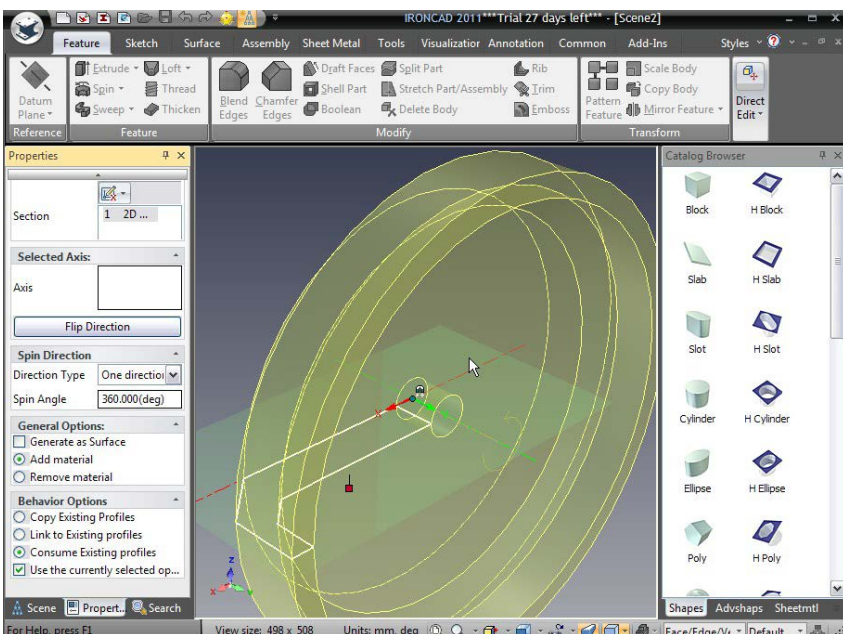 IRONCAD 2011***Trial 27 days left*** - [Scene2]
Feature Sketch Surface Assembly Sheet Metal Tools Visualizatior Annotation Common Add-Ins Styles
Extrude Loft Draft Faces Split Part Rib Scale Body
Spin Thread Shell Part Stretch Part/Assembly Trim Copy Body
Sweep Thicken Boolean Delete Body Emboss Mirror Feature
Datum Plane
Blend Edges
Chamfer Edges
Pattern Feature
Direct Edit
Reference Feature Modify Transform
Properties
Section
1 2D ...
Selected Axis:
Axis
Flip Direction
Spin Direction
Direction Type One direction
Spin Angle 360.000(deg)
General Options:
Generate as Surface
Add material
Remove material
Behavior Options
Copy Existing Profiles
Link to Existing profiles
Consume Existing profiles
Use the currently selected op...
Scene Propert... Search
X
z
x
Y
Catalog Browser
Block H Block
Slab H Slab
Slot H Slot
Cylinder H Cylinder
Ellipse H Ellipse
Poly H Poly
Shapes Advshaps Sheetmtl
For Help, press F1 View size: 498 x 508 Units: mm, deg Face/Edge/Ve Default